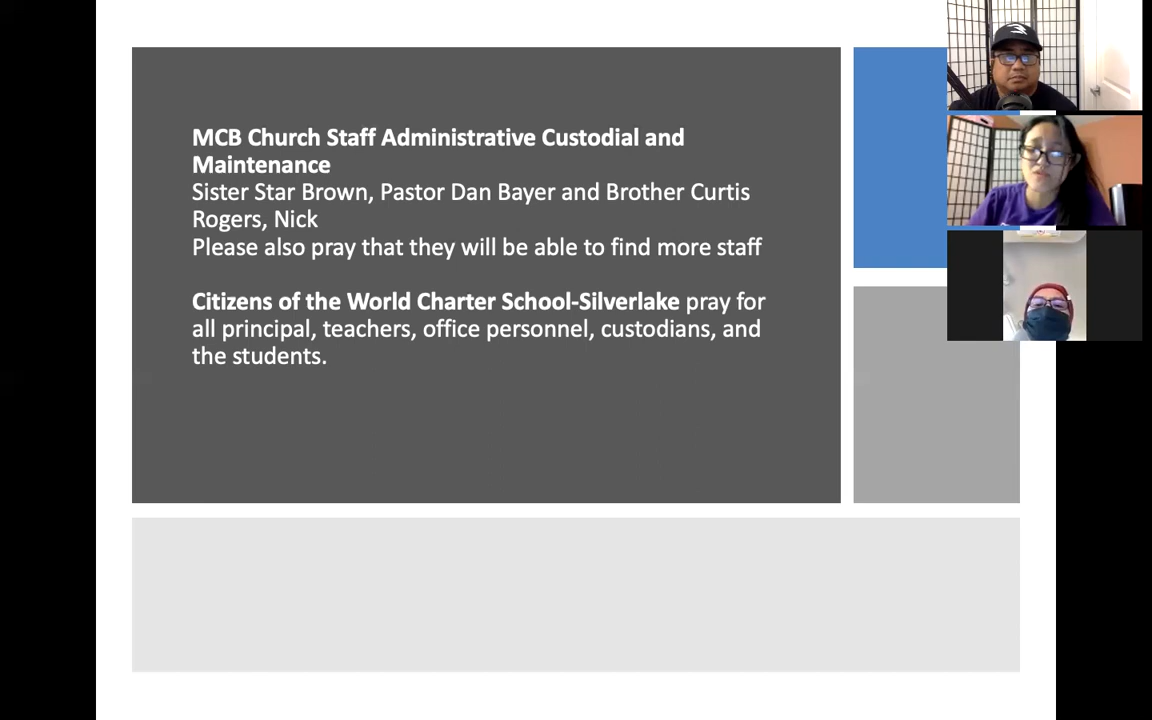 MCB Church Staff Administrative Custodial and
Maintenance
Sister Star Brown, Pastor Dan Bayer and Brother Curtis
Rogers, Nick
Please also pray that they will be able to find more staff
Citizens of the World Charter School-Silverlake pray for
all principal, teachers, office personnel, custodians, and
the students.